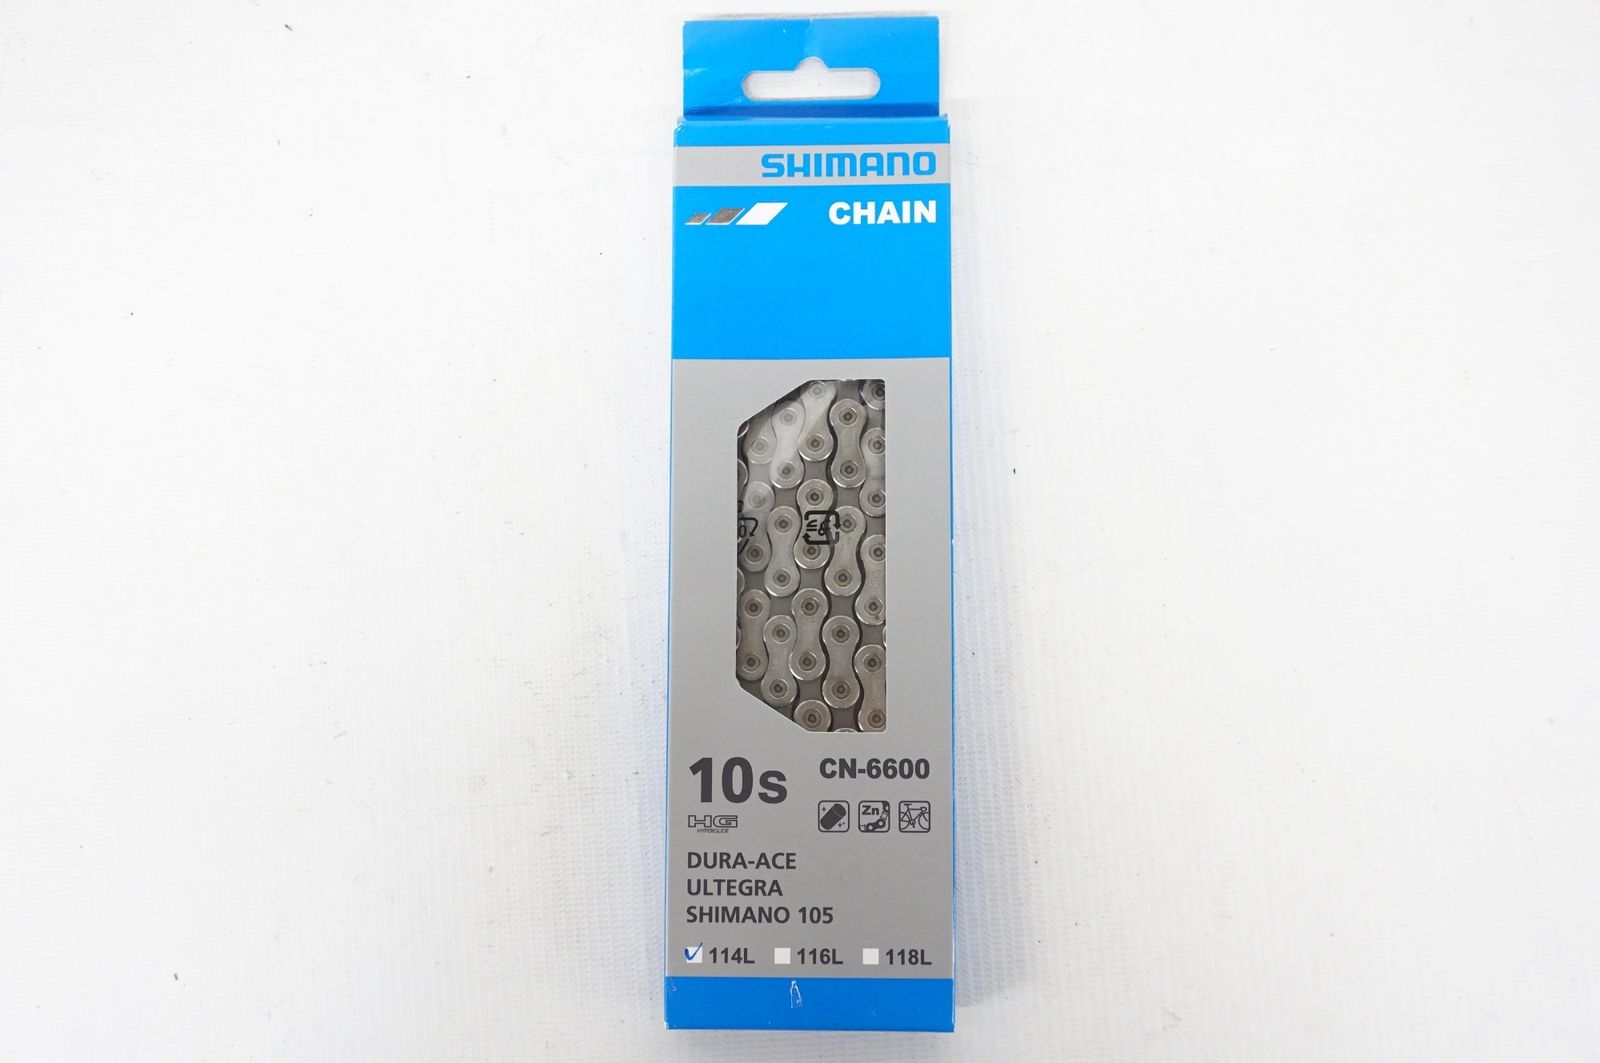 SHIMANO
CHAIN
10s
CN-6600
HG
HYPERGLIDE
Zn
DURA-ACE
ULTEGRA
SHIMANO 105
114L 116L 118L